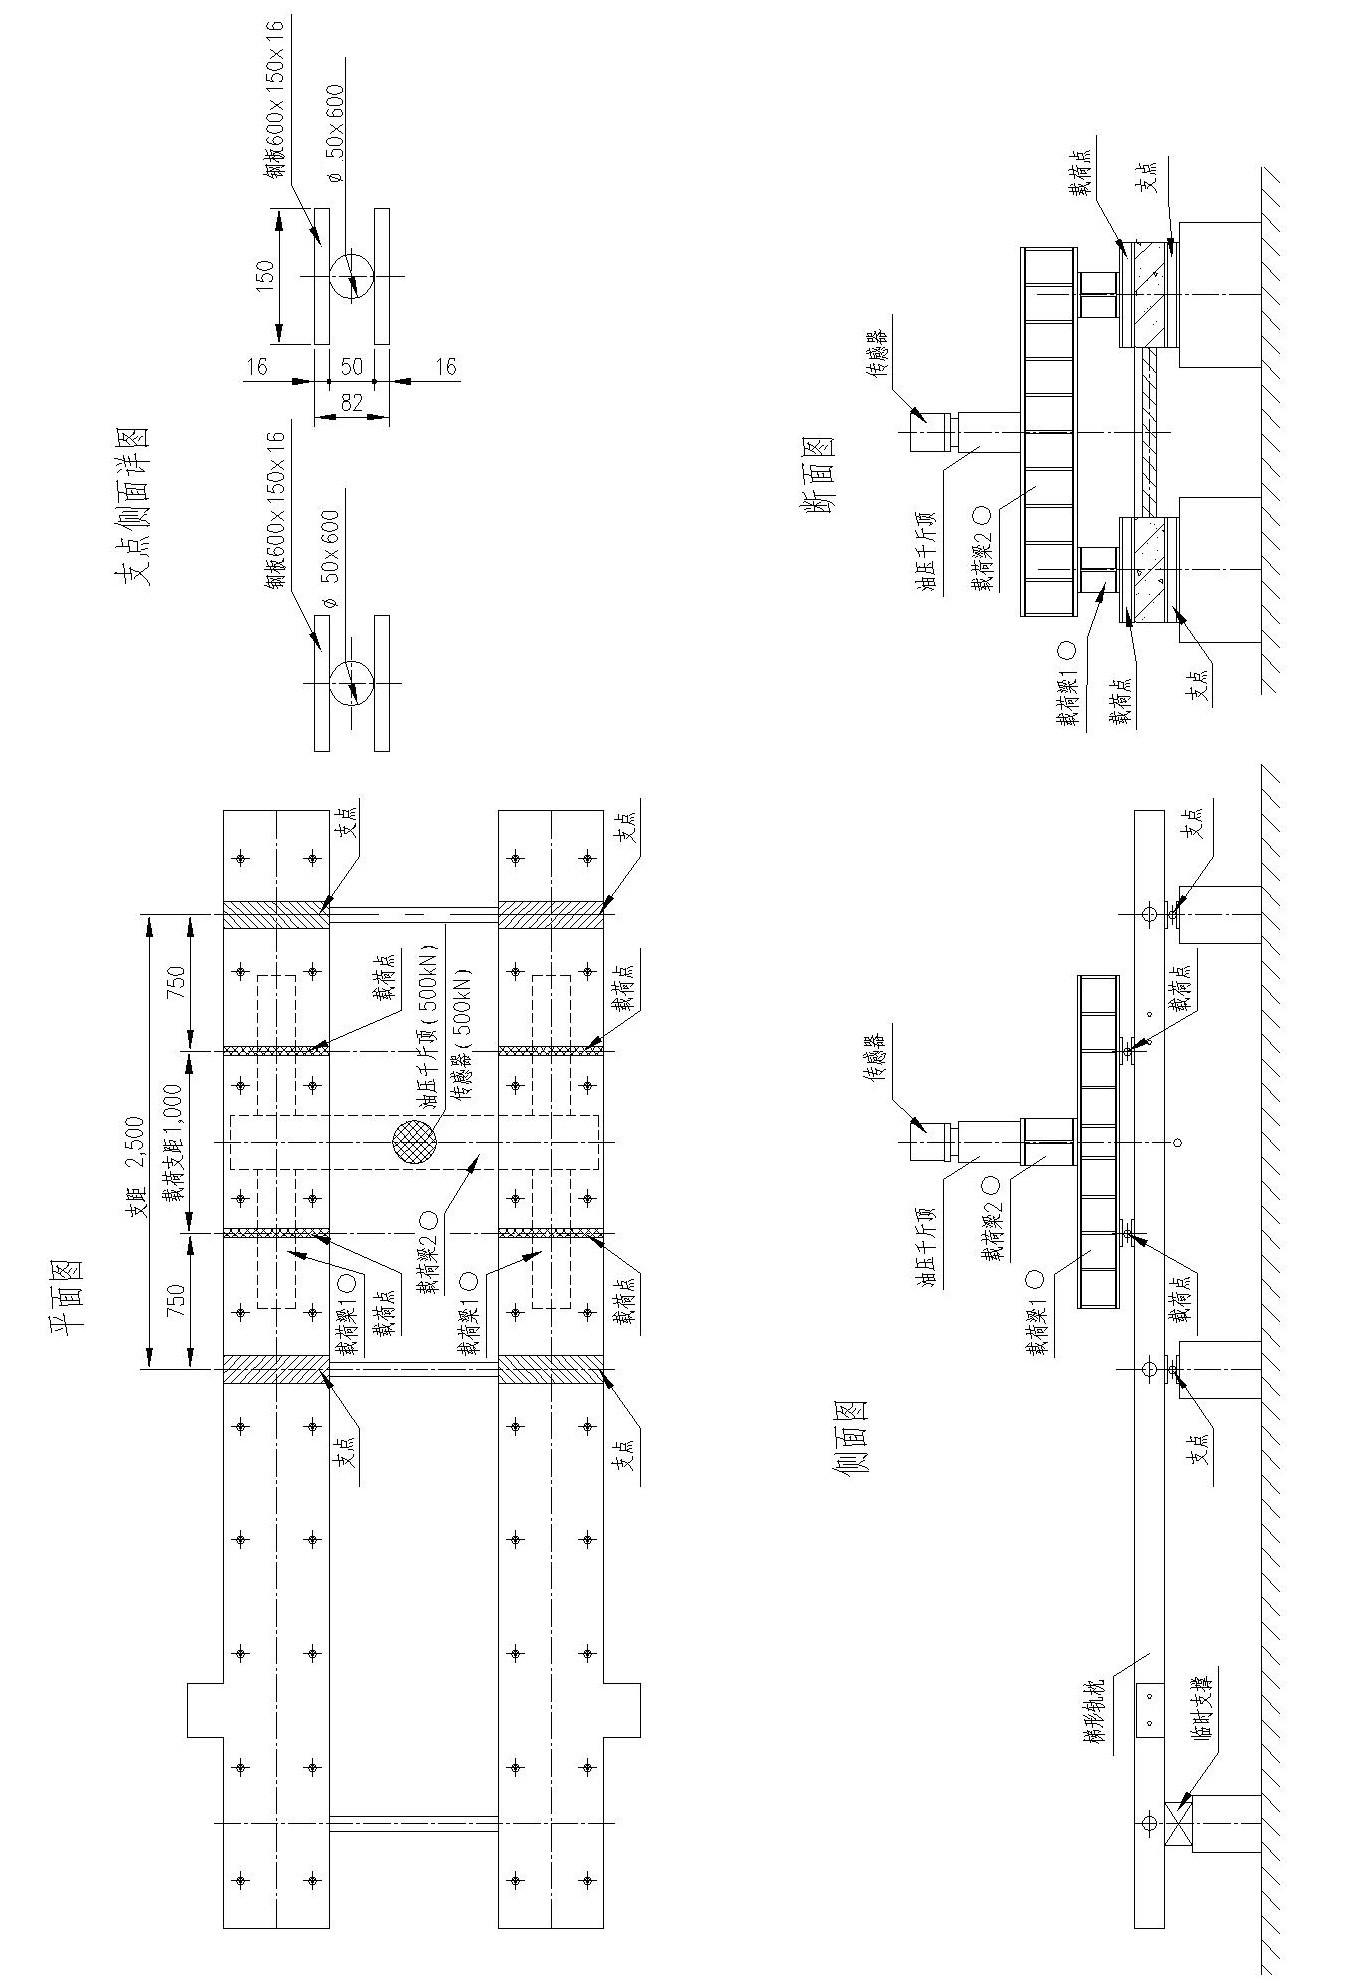 平面图
支距 2,500
750
载荷支距1,000
750
支点
支点
载荷点
载荷点
油压千斤顶(500kN)
传感器(500kN)
载荷梁2○
载荷梁1○
载荷点
载荷梁1○
载荷点
支点
支点
支点侧面详图
钢板600×150×16
ø 50×600
钢板600×150×16
ø 50×600
150
16
50
16
82
侧面图
传感器
油压千斤顶
载荷梁2○
载荷梁1○
载荷点
载荷点
支点
支点
梯形轨枕
临时支撑
断面图
传感器
油压千斤顶
载荷梁2○
载荷梁1○
载荷点
支点
载荷点
支点